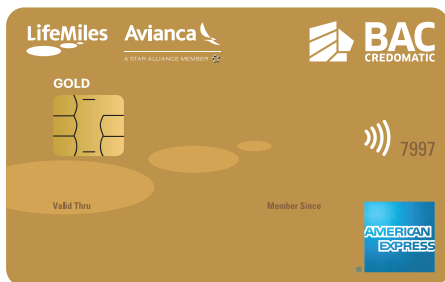 LifeMiles Avianca
A STAR ALLIANCE MEMBER
BAC
CREDOMATIC
GOLD
7997
Valid Thru Member Since
AMERICAN
EXPRESS
®